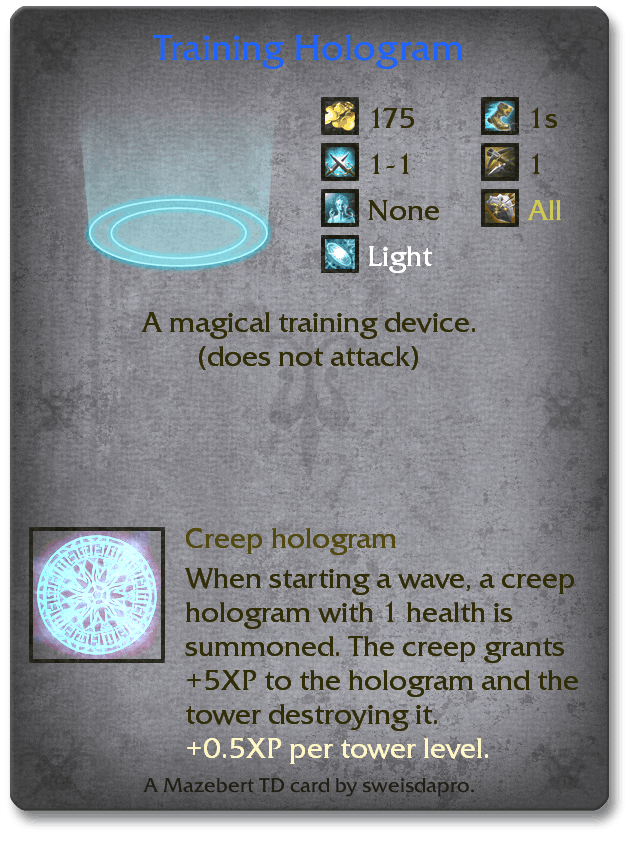 Training Hologram
175
1s
1-1
1
None
All
Light
A magical training device.
(does not attack)
Creep hologram
When starting a wave, a creep
hologram with 1 health is
summoned. The creep grants
+5XP to the hologram and the
tower destroying it.
+0.5XP per tower level.
A Mazebert TD card by sweisdapro.